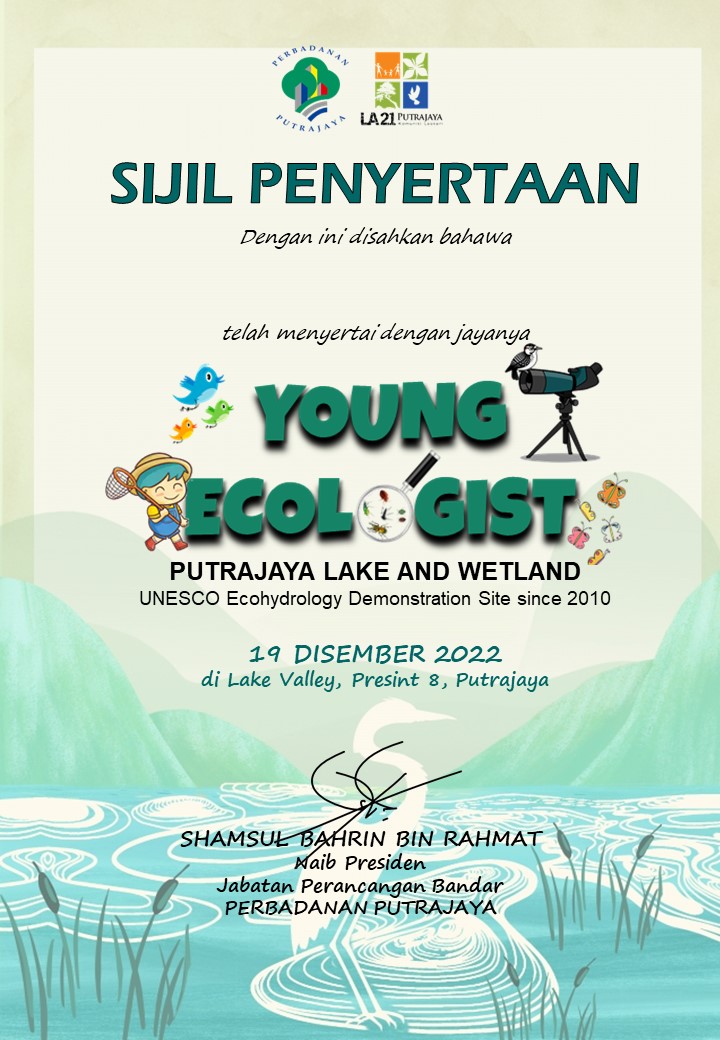 PERBADANAN
PUTRAJAYA
LA21 PUTRAJAYA
SIJIL PENYERTAAN
Dengan ini disahkan bahawa
telah menyertai dengan jayanya
YOUNG
ECOLOGIST
PUTRAJAYA LAKE AND WETLAND
UNESCO Ecohydrology Demonstration Site since 2010
19 DISEMBER 2022
di Lake Valley, Presint 8, Putrajaya
SHAMSUL BAHRIN BIN RAHMAT
Naib Presiden
Jabatan Perancangan Bandar
PERBADANAN PUTRAJAYA